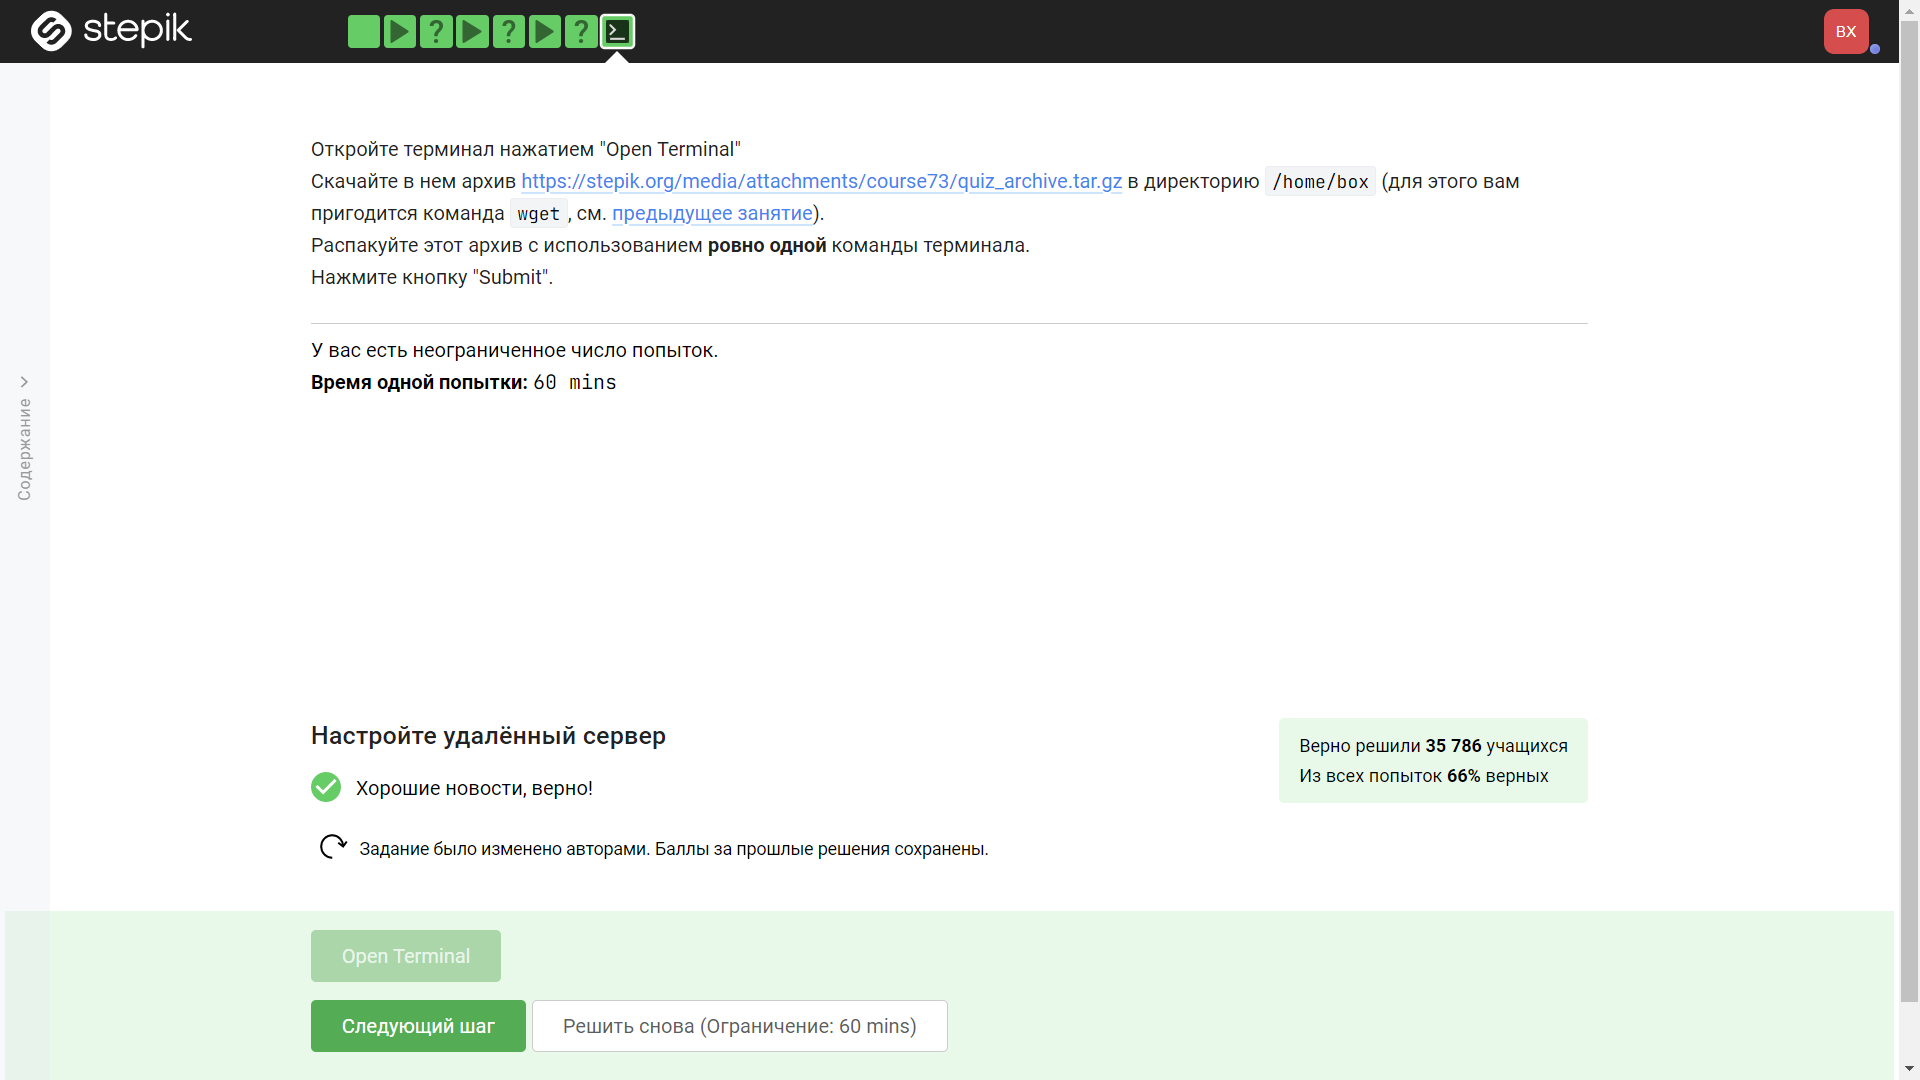 stepik
? ? ?
BX
Содержание
Откройте терминал нажатием "Open Terminal"
Скачайте в нем архив https://stepik.org/media/attachments/course73/quiz_archive.tar.gz в директорию /home/box (для этого вам
пригодится команда wget, см. предыдущее занятие).
Распакуйте этот архив с использованием ровно одной команды терминала.
Нажмите кнопку "Submit".
У вас есть неограниченное число попыток.
Время одной попытки: 60 mins
Настройте удалённый сервер
Верно решили 35 786 учащихся
Из всех попыток 66% верных
Хорошие новости, верно!
Задание было изменено авторами. Баллы за прошлые решения сохранены.
Open Terminal
Следующий шаг
Решить снова (Ограничение: 60 mins)